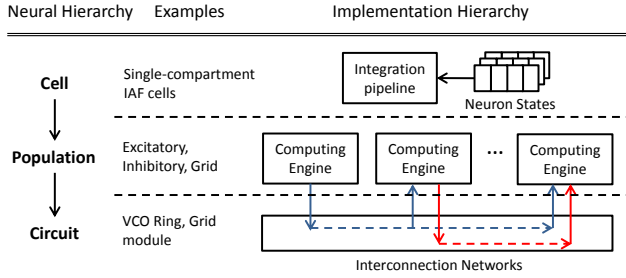 Neural Hierarchy Examples Implementation Hierarchy
Cell
Single-compartment
IAF cells
Integration
pipeline
Neuron States
Population
Excitatory,
Inhibitory, Grid
Computing
Engine
Computing
Engine
...
Computing
Engine
Circuit
VCO Ring, Grid
module
Interconnection Networks